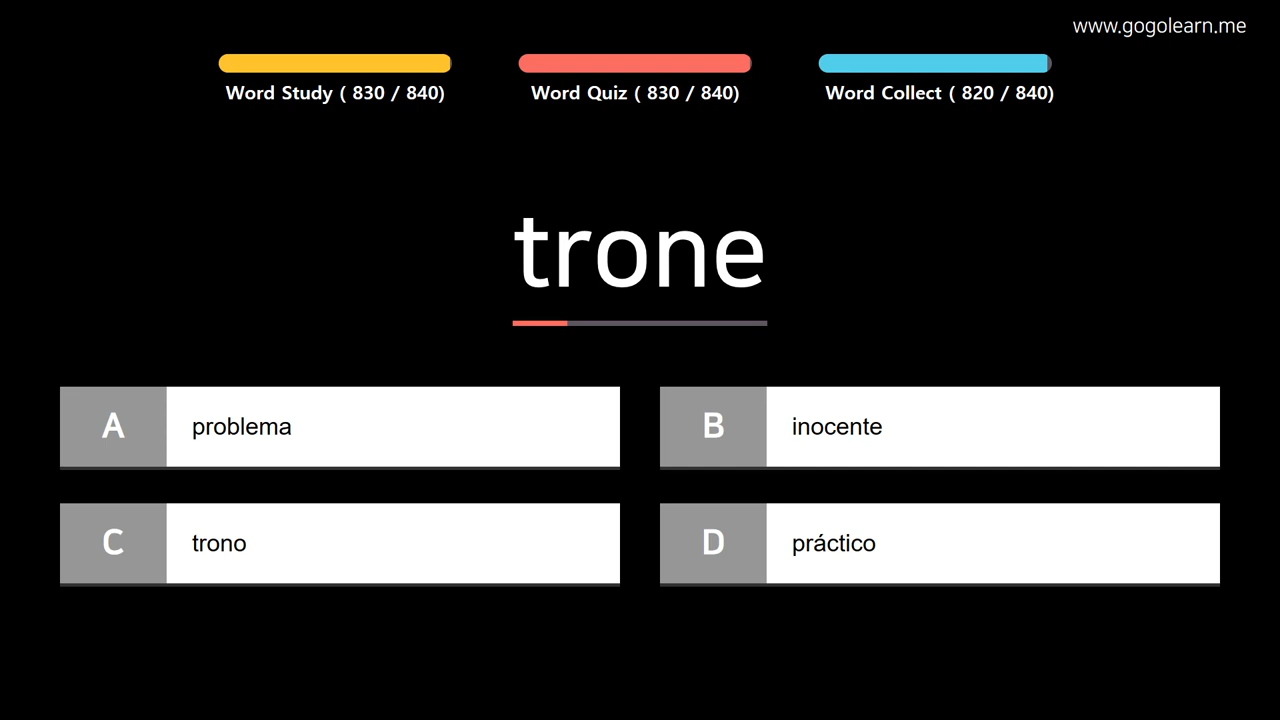 www.gogolearn.me
Word Study ( 830 / 840)
Word Quiz ( 830 / 840)
Word Collect ( 820 / 840)
trone
A problema
B inocente
C trono
D práctico